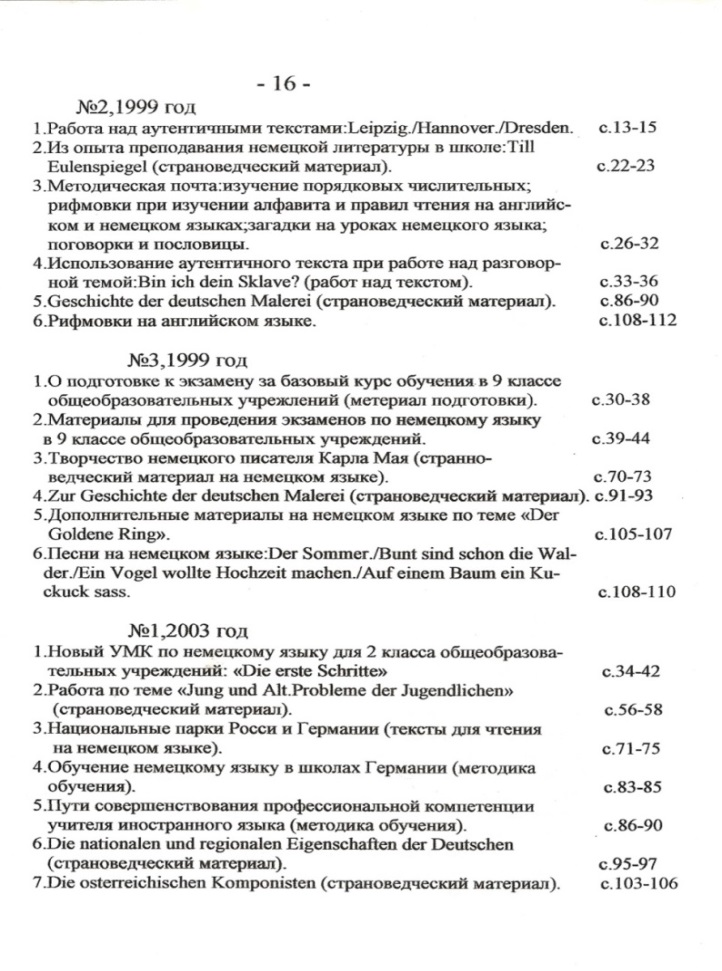 - 16 -
№2,1999 год
1.Работа над аутентичными текстами:Leipzig./Hannover./Dresden. с.13-15
2.Из опыта преподавания немецкой литературы в школе:Till
Eulenspiegel (страноведческий материал). с.22-23
3.Методическая почта:изучение порядковых числительных;
рифмовки при изучении алфавита и правил чтения на английс-
ком и немецком языках;загадки на уроках немецкого языка;
поговорки и пословицы. с.26-32
4.Использование аутентичного текста при работе над разговор-
ной темой:Bin ich dein Sklave? (работ над текстом). с.33-36
5.Geschichte der deutschen Malerei (страноведческий материал). с.86-90
6.Рифмовки на английском языке. с.108-112
№3,1999 год
1.О подготовке к экзамену за базовый курс обучения в 9 классе
общеобразовательных учреждений (метериал подготовки). с.30-38
2.Материалы для проведения экзаменов по немецкому языку
в 9 классе общеобразовательных учреждений. с.39-44
3.Творчество немецкого писателя Карла Мая (странно-
ведческий материал на немецком языке). с.70-73
4.Zur Geschichte der deutschen Malerei (страноведческий материал). с.91-93
5.Дополнительные материалы на немецком языке по теме «Der
Goldene Ring». с.105-107
6.Песни на немецком языке:Der Sommer./Bunt sind schon die Wal-
der./Ein Vogel wollte Hochzeit machen./Auf einem Baum ein Ku-
ckuck sass. с.108-110
№1,2003 год
1.Новый УМК по немецкому языку для 2 класса общеобразова-
тельных учреждений: «Die erste Schritte» с.34-42
2.Работа по теме «Jung und Alt.Probleme der Jugendlichen»
(страноведческий материал). с.56-58
3.Национальные парки Росси и Германии (тексты для чтения
на немецком языке). с.71-75
4.Обучение немецкому языку в школах Германии (методика
обучения). с.83-85
5.Пути совершенствования профессиональной компетенции
учителя иностранного языка (методика обучения). с.86-90
6.Die nationalen und regionalen Eigenschaften der Deutschen
(страноведческий материал). с.95-97
7.Die osterreichischen Komponisten (страноведческий материал). с.103-106